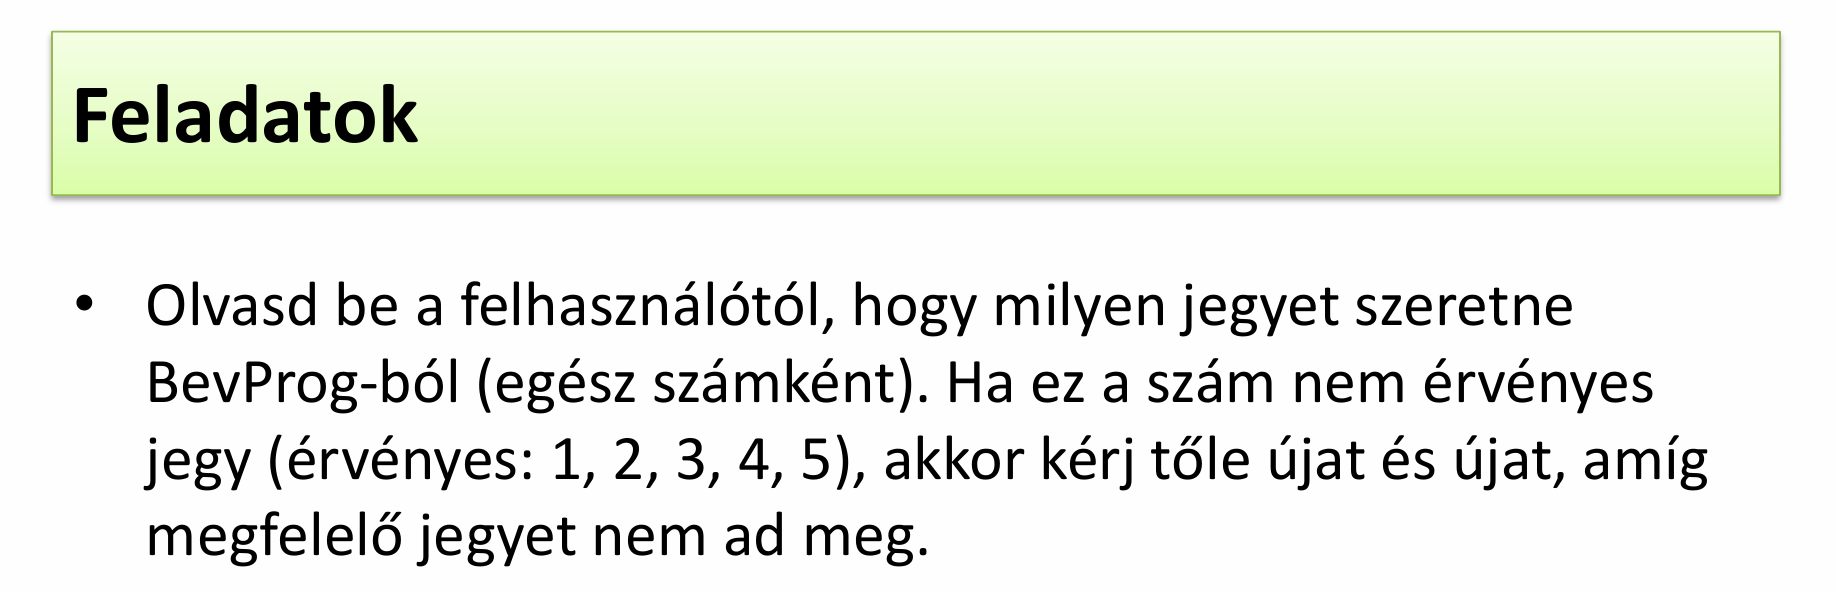 Feladatok
• Olvasd be a felhasználótól, hogy milyen jegyet szeretne
BevProg-ból (egész számként). Ha ez a szám nem érvényes
jegy (érvényes: 1, 2, 3, 4, 5), akkor kérj tőle újat és újat, amíg
megfelelő jegyet nem ad meg.